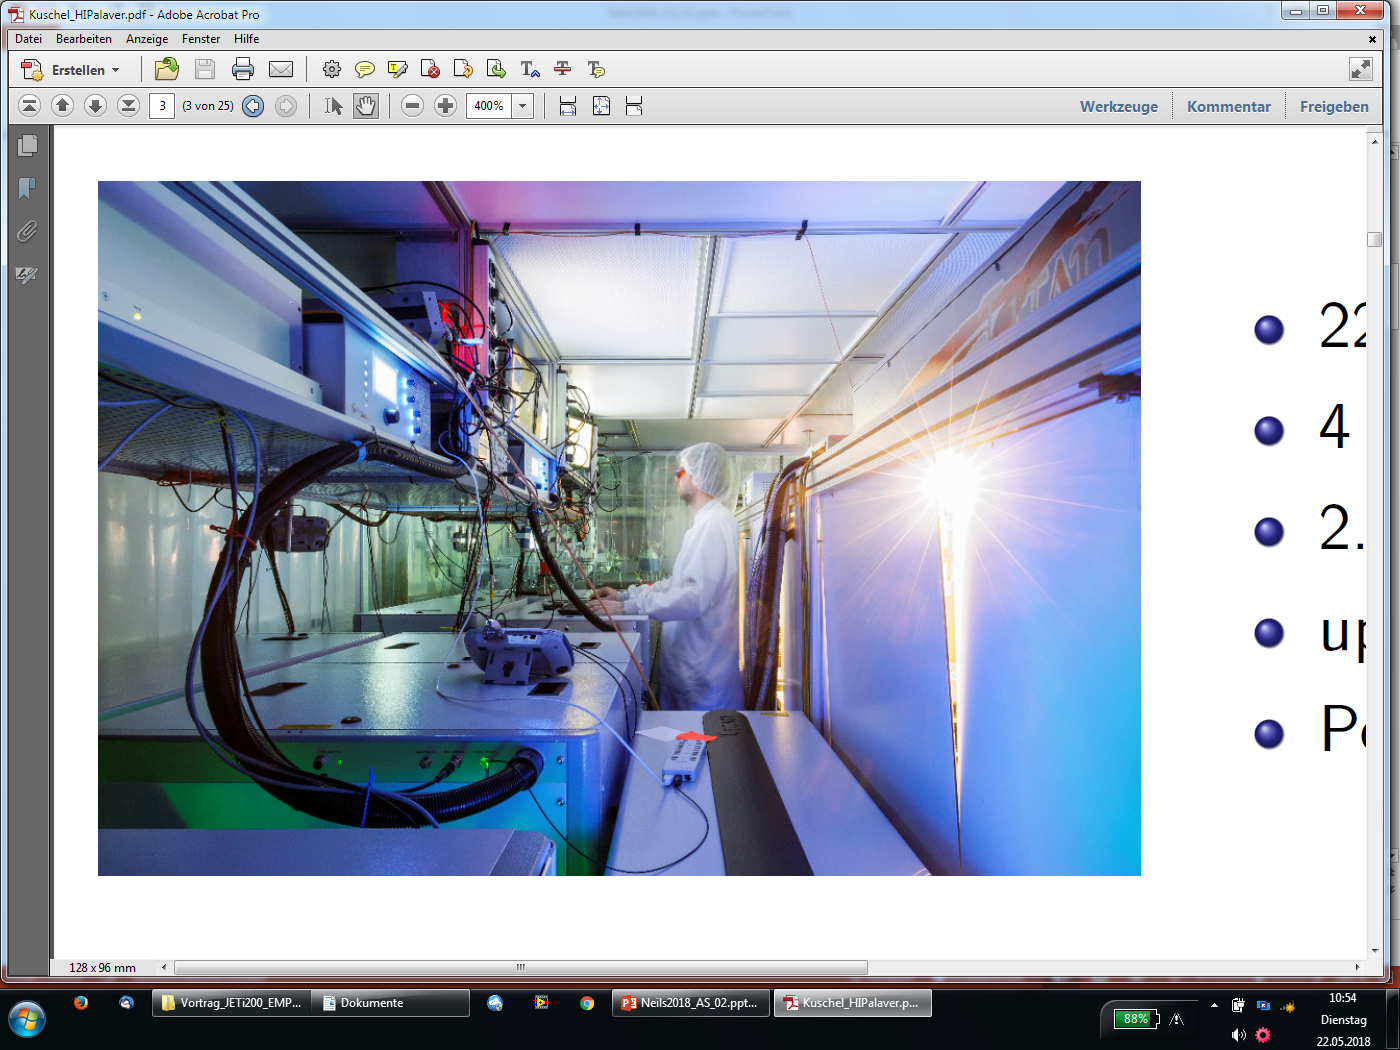 Kuschel_HIPalaver.pdf - Adobe Acrobat Pro
Datei Bearbeiten Anzeige Fenster Hilfe
Erstellen
3 (3 von 25) 400% Werkzeuge Kommentar Freigeben
22
4
2.
up
Pe
128 x 96 mm
Vortrag_JETi200_EMP... Dokumente Neils2018_AS_02.ppt... Kuschel_HIPalaver.p...
88%
10:54
Dienstag
22.05.2018